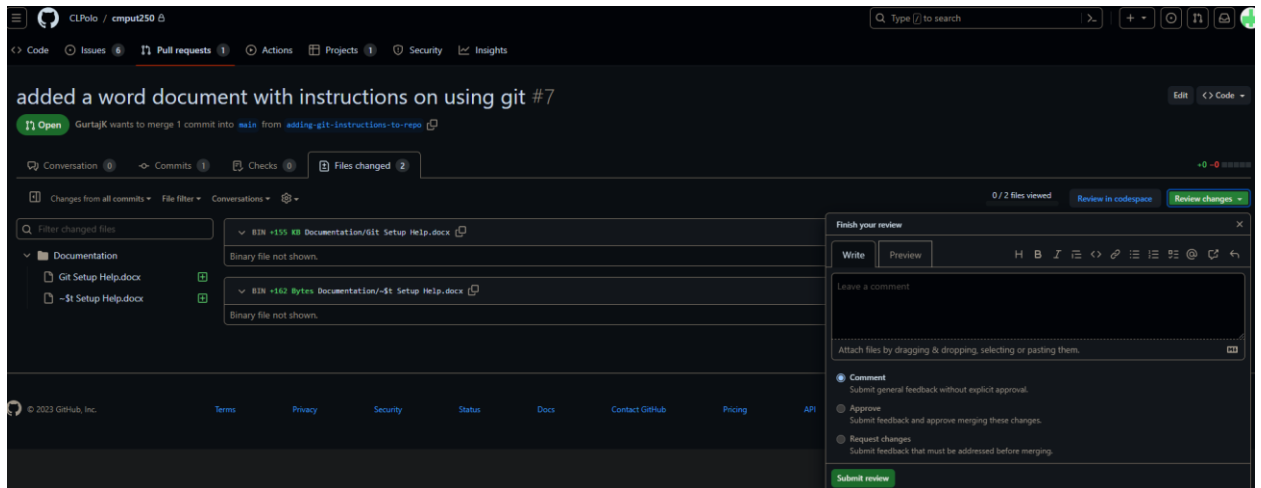 CLPolo / cmput250
Type / to search
Code Issues 6 Pull requests 1 Actions Projects 1 Security Insights
added a word document with instructions on using git #7
Edit <> Code
Open GurtajK wants to merge 1 commit into main from adding-git-instructions-to-repo
Conversation 0 Commits 1 Checks 0 Files changed 2
+0 −0
Changes from all commits File filter Conversations
0 / 2 files viewed Review in codespace Review changes
Filter changed files
Documentation
Git Setup Help.docx
~$t Setup Help.docx
BIN +155 KB Documentation/Git Setup Help.docx
Binary file not shown.
BIN +162 Bytes Documentation/~$t Setup Help.docx
Binary file not shown.
Finish your review
Write Preview
H B I
Leave a comment
Attach files by dragging & dropping, selecting or pasting them.
Comment
Submit general feedback without explicit approval.
Approve
Submit feedback and approve merging these changes.
Request changes
Submit feedback that must be addressed before merging.
Submit review
© 2023 GitHub, Inc. Terms Privacy Security Status Docs Contact GitHub Pricing API